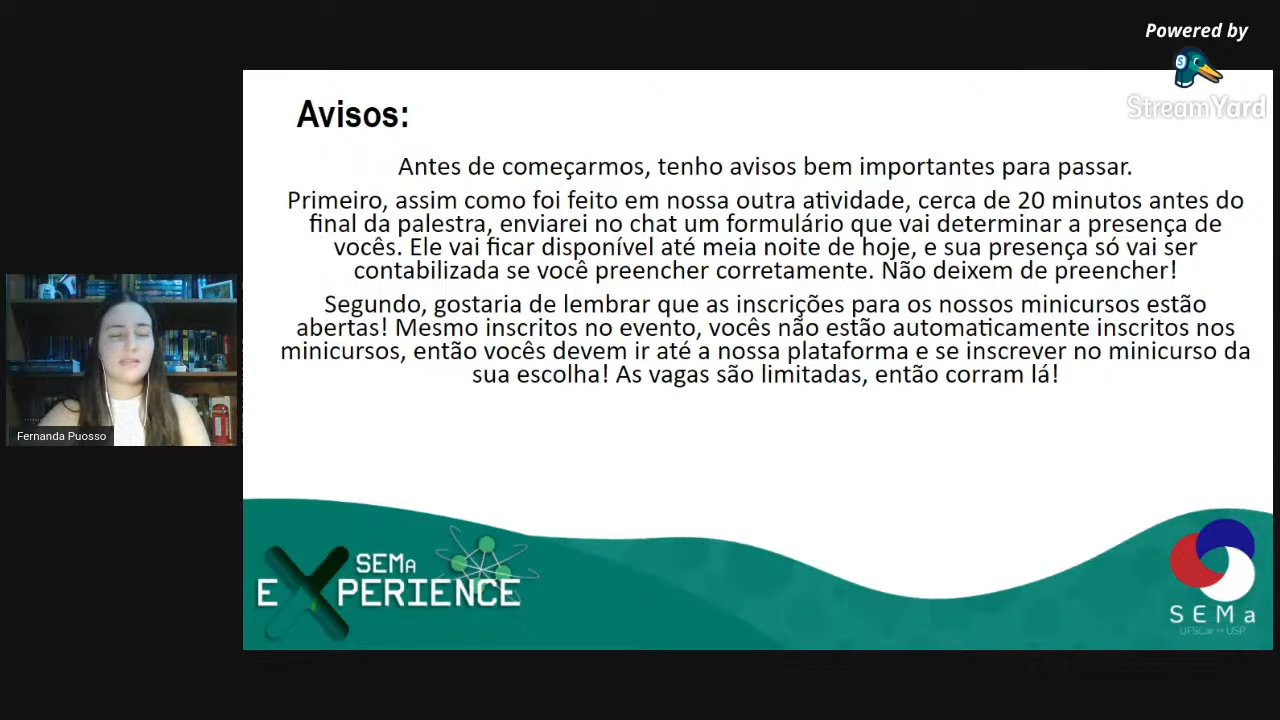 Powered by
StreamYard
Avisos:
Antes de começarmos, tenho avisos bem importantes para passar.
Primeiro, assim como foi feito em nossa outra atividade, cerca de 20 minutos antes do
final da palestra, enviarei no chat um formulário que vai determinar a presença de
vocês. Ele vai ficar disponível até meia noite de hoje, e sua presença só vai ser
contabilizada se você preencher corretamente. Não deixem de preencher!
Segundo, gostaria de lembrar que as inscrições para os nossos minicursos estão
abertas! Mesmo inscritos no evento, vocês não estão automaticamente inscritos nos
minicursos, então vocês devem ir até a nossa plataforma e se inscrever no minicurso da
sua escolha! As vagas são limitadas, então corram lá!
Fernanda Puosso
SEMa
EXPERIENCE
SEMa
UFSCar - USP